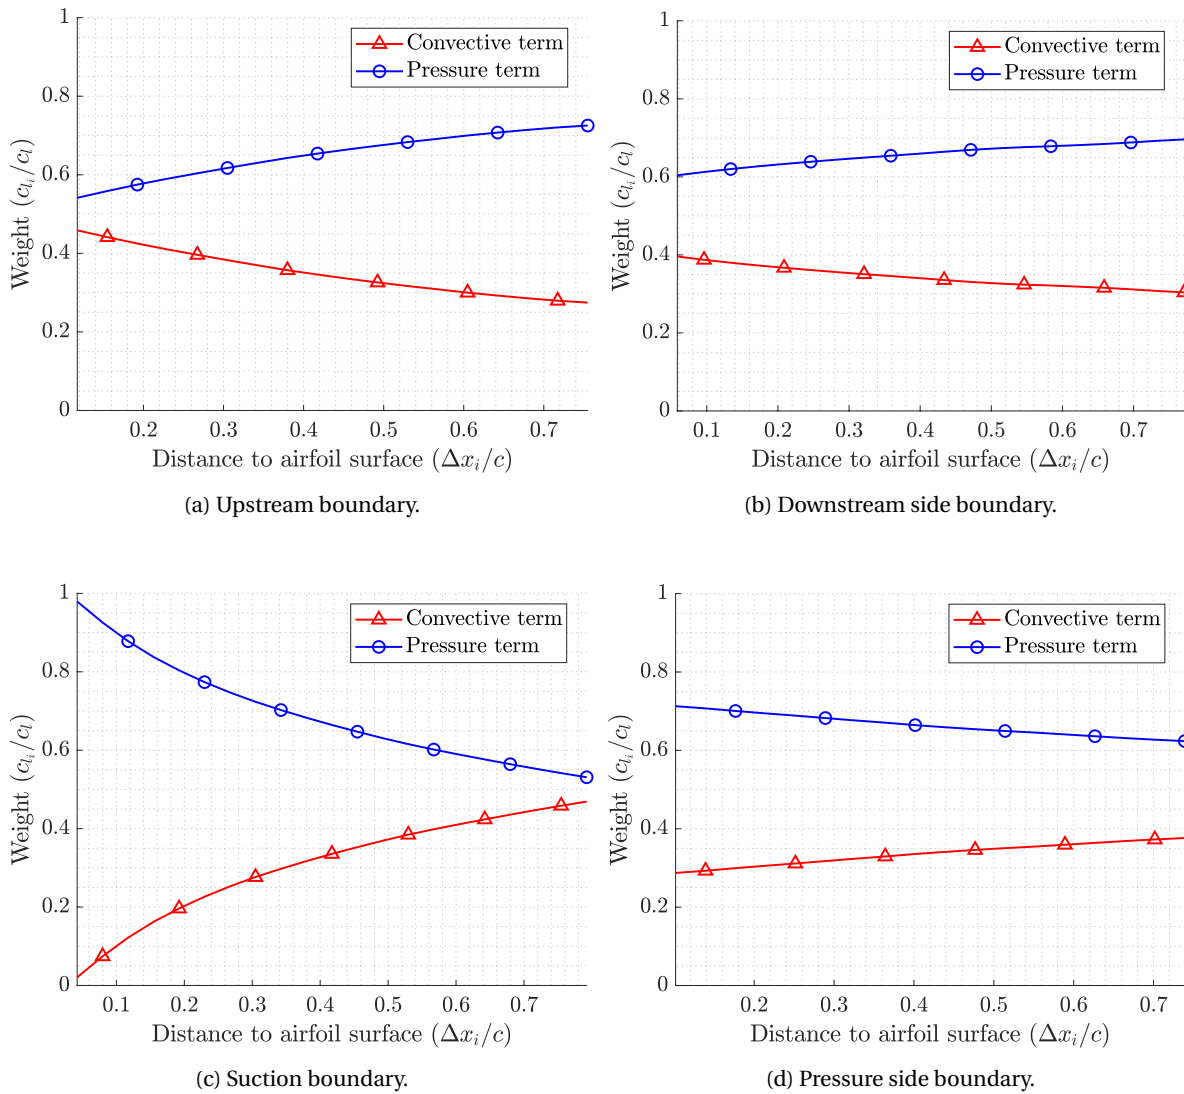 1
0.8
0.6
0.4
0.2
0
Weight (c_{l_i}/c_l)
Convective term
Pressure term
0.2 0.3 0.4 0.5 0.6 0.7
Distance to airfoil surface (Δx_i/c)
(a) Upstream boundary.
1
0.8
0.6
0.4
0.2
0
Weight (c_{l_i}/c_l)
Convective term
Pressure term
0.1 0.2 0.3 0.4 0.5 0.6 0.7
Distance to airfoil surface (Δx_i/c)
(b) Downstream side boundary.
1
0.8
0.6
0.4
0.2
0
Weight (c_{l_i}/c_l)
Convective term
Pressure term
0.1 0.2 0.3 0.4 0.5 0.6 0.7
Distance to airfoil surface (Δx_i/c)
(c) Suction boundary.
1
0.8
0.6
0.4
0.2
0
Weight (c_{l_i}/c_l)
Convective term
Pressure term
0.2 0.3 0.4 0.5 0.6 0.7
Distance to airfoil surface (Δx_i/c)
(d) Pressure side boundary.